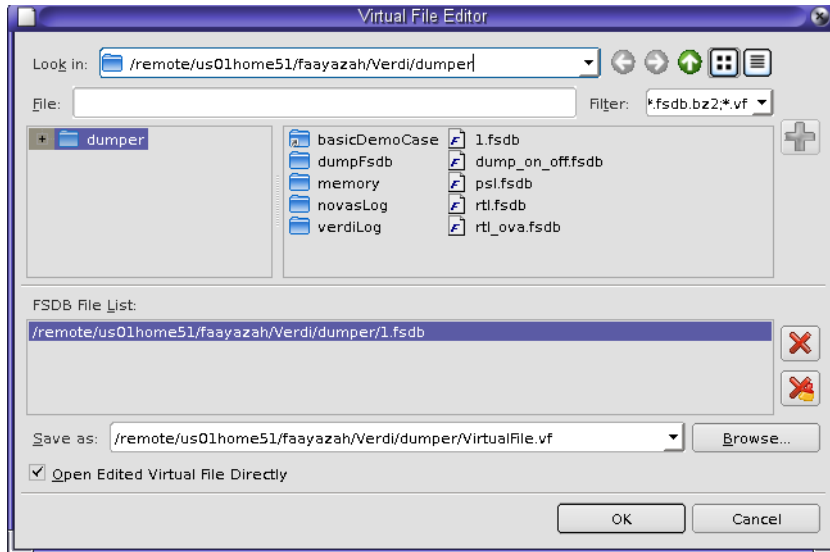 Virtual File Editor
Look in: /remote/us01home51/faayazah/Verdi/dumper
File: Filter: *.fsdb.bz2;*.vf
+ dumper
basicDemoCase 1.fsdb
dumpFsdb dump_on_off.fsdb
memory psl.fsdb
novasLog rtl.fsdb
verdiLog rtl_ova.fsdb
FSDB File List:
/remote/us01home51/faayazah/Verdi/dumper/1.fsdb
Save as: /remote/us01home51/faayazah/Verdi/dumper/VirtualFile.vf Browse...
Open Edited Virtual File Directly
OK Cancel